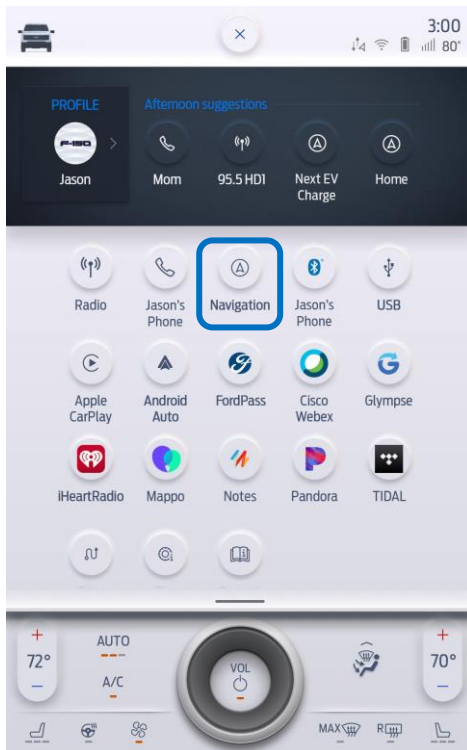 3:00
4
80°
PROFILE
Afternoon suggestions
F-150
Jason
Mom
95.5 HD1
Next EV
Charge
Home
Radio
Jason's
Phone
Navigation
Jason's
Phone
USB
Apple
CarPlay
Android
Auto
FordPass
Cisco
Webex
Glympse
iHeartRadio
Mappo
Notes
Pandora
TIDAL
+
72°
−
AUTO
A/C
VOL
+
70°
−
MAX
R